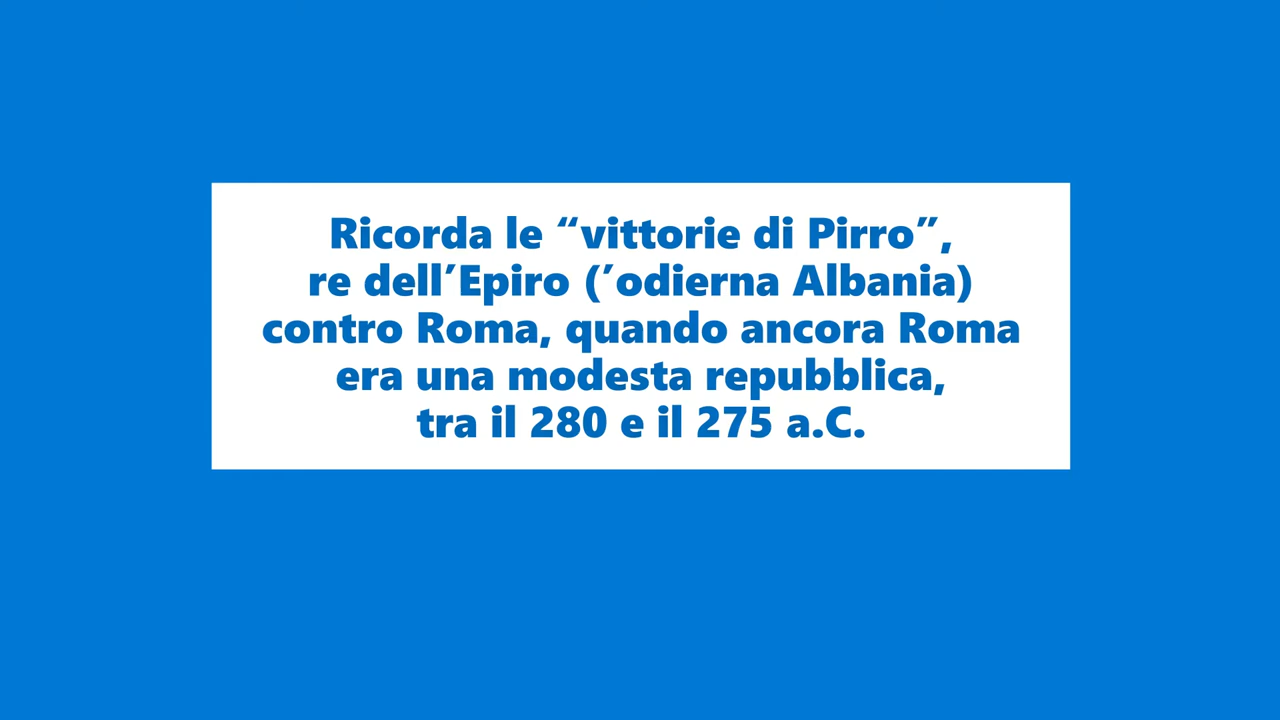 Ricorda le “vittorie di Pirro”,
re dell’Epiro (’odierna Albania)
contro Roma, quando ancora Roma
era una modesta repubblica,
tra il 280 e il 275 a.C.